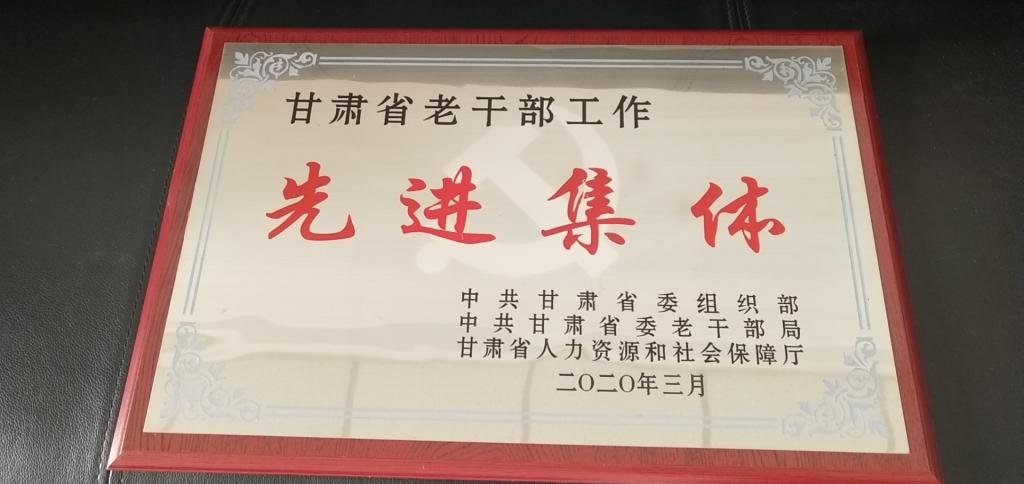 甘肃省老干部工作
先进集体
中共甘肃省委组织部
中共甘肃省委老干部局
甘肃省人力资源和社会保障厅
二〇二〇年三月